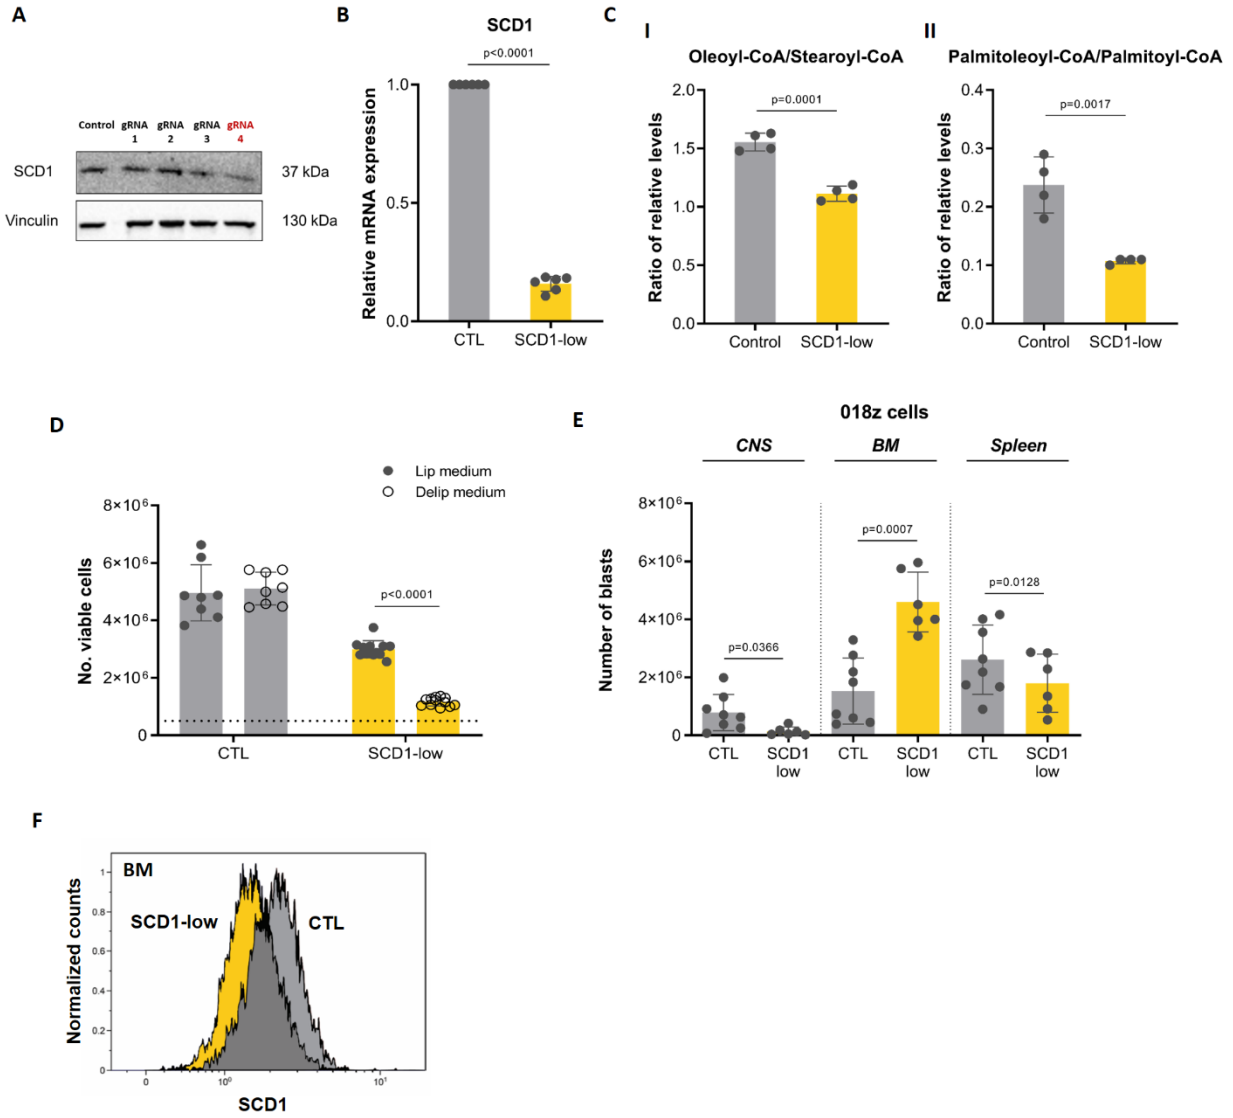 A
Control gRNA gRNA gRNA gRNA
1 2 3 4
SCD1 37 kDa
Vinculin 130 kDa
B
SCD1
p<0.0001
Relative mRNA expression
1.0
0.5
0.0
CTL SCD1-low
C
I
Oleoyl-CoA/Stearoyl-CoA
p=0.0001
Ratio of relative levels
2.0
1.5
1.0
0.5
0.0
Control SCD1-low
II
Palmitoleoyl-CoA/Palmitoyl-CoA
p=0.0017
Ratio of relative levels
0.4
0.3
0.2
0.1
0.0
Control SCD1-low
D
Lip medium
Delip medium
No. viable cells
8×10⁶
6×10⁶
4×10⁶
2×10⁶
0
p<0.0001
CTL SCD1-low
E
018z cells
CNS BM Spleen
Number of blasts
8×10⁶
6×10⁶
4×10⁶
2×10⁶
0
p=0.0366
p=0.0007
p=0.0128
CTL SCD1 CTL SCD1 CTL SCD1
low low low
F
BM
SCD1-low CTL
Normalized counts
1
0.8
0.6
0.4
0.2
0
0 10⁰ 10¹
SCD1